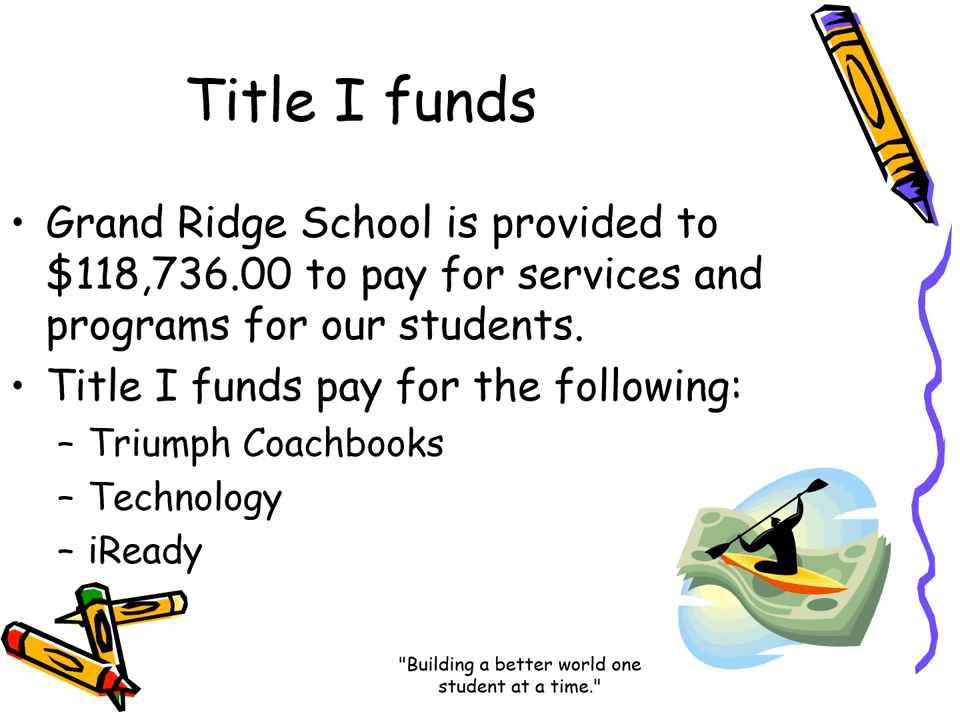 Title I funds
• Grand Ridge School is provided to
$118,736.00 to pay for services and
programs for our students.
• Title I funds pay for the following:
– Triumph Coachbooks
– Technology
– iReady
"Building a better world one
student at a time."